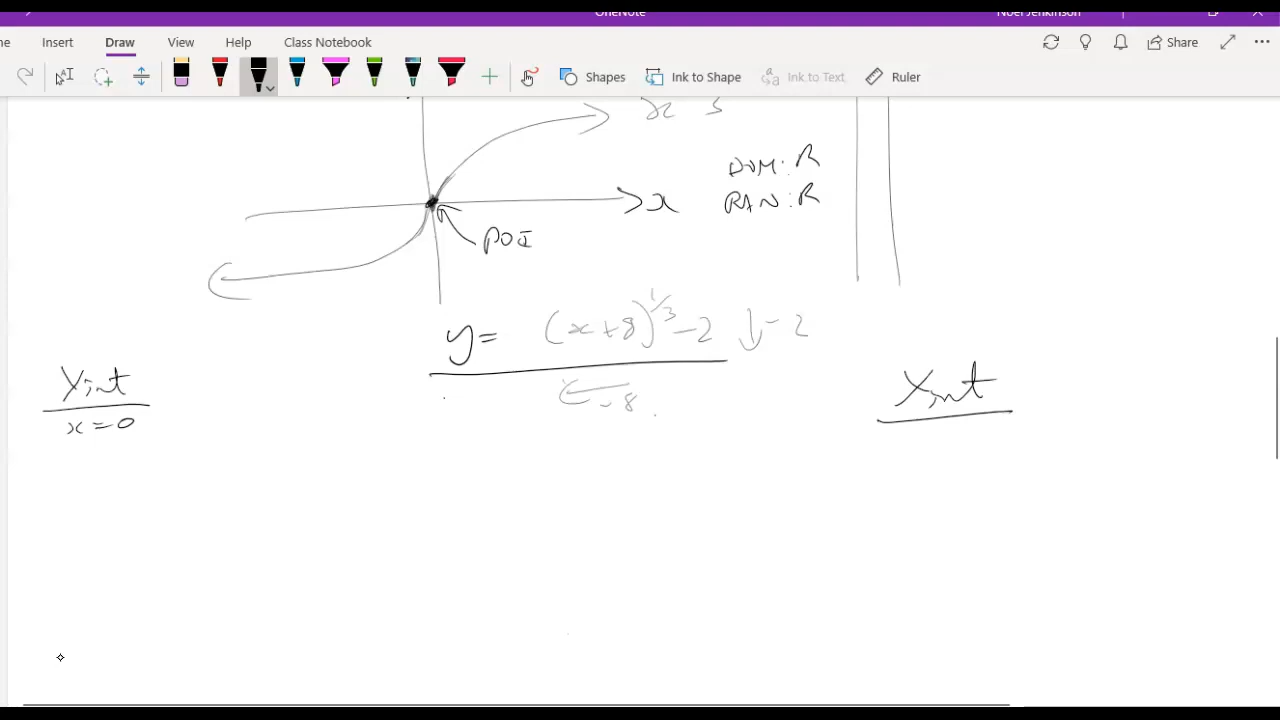 OneNote
Noel Jenkinson
Insert Draw View Help Class Notebook
Share
Shapes Ink to Shape Ink to Text Ruler
DOM: R
x RAN: R
POI
y = (x+8)^1/3 - 2 ↓-2
← -8
Yint
x = 0
Xint